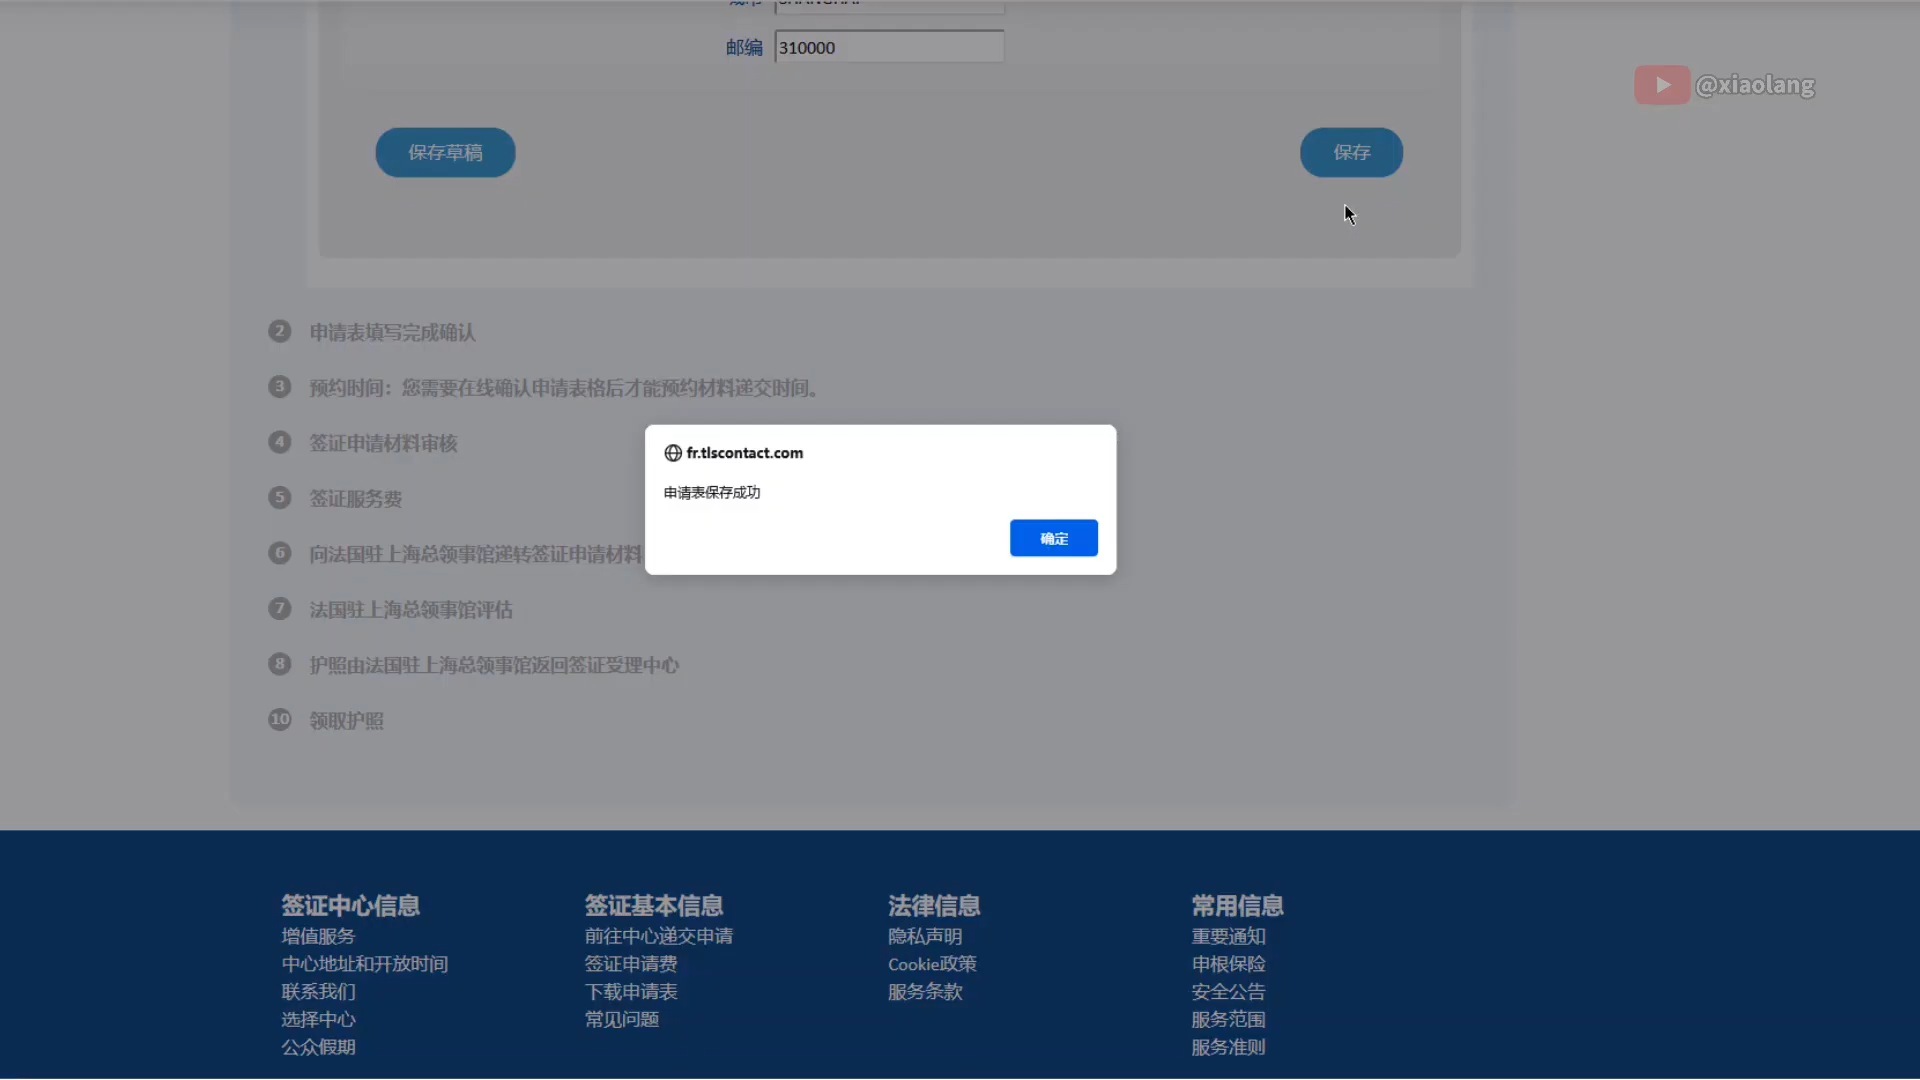 邮编 310000
@xiaolang
保存草稿
保存
2 申请表填写完成确认
3 预约时间：您需要在线确认申请表格后才能预约材料递交时间。
4 签证申请材料审核
fr.tlscontact.com
申请表保存成功
确定
5 签证服务费
6 向法国驻上海总领事馆递转签证申请材料
7 法国驻上海总领事馆评估
8 护照由法国驻上海总领事馆返回签证受理中心
10 领取护照
签证中心信息
增值服务
中心地址和开放时间
联系我们
选择中心
公众假期
签证基本信息
前往中心递交申请
签证申请费
下载申请表
常见问题
法律信息
隐私声明
Cookie政策
服务条款
常用信息
重要通知
申根保险
安全公告
服务范围
服务准则